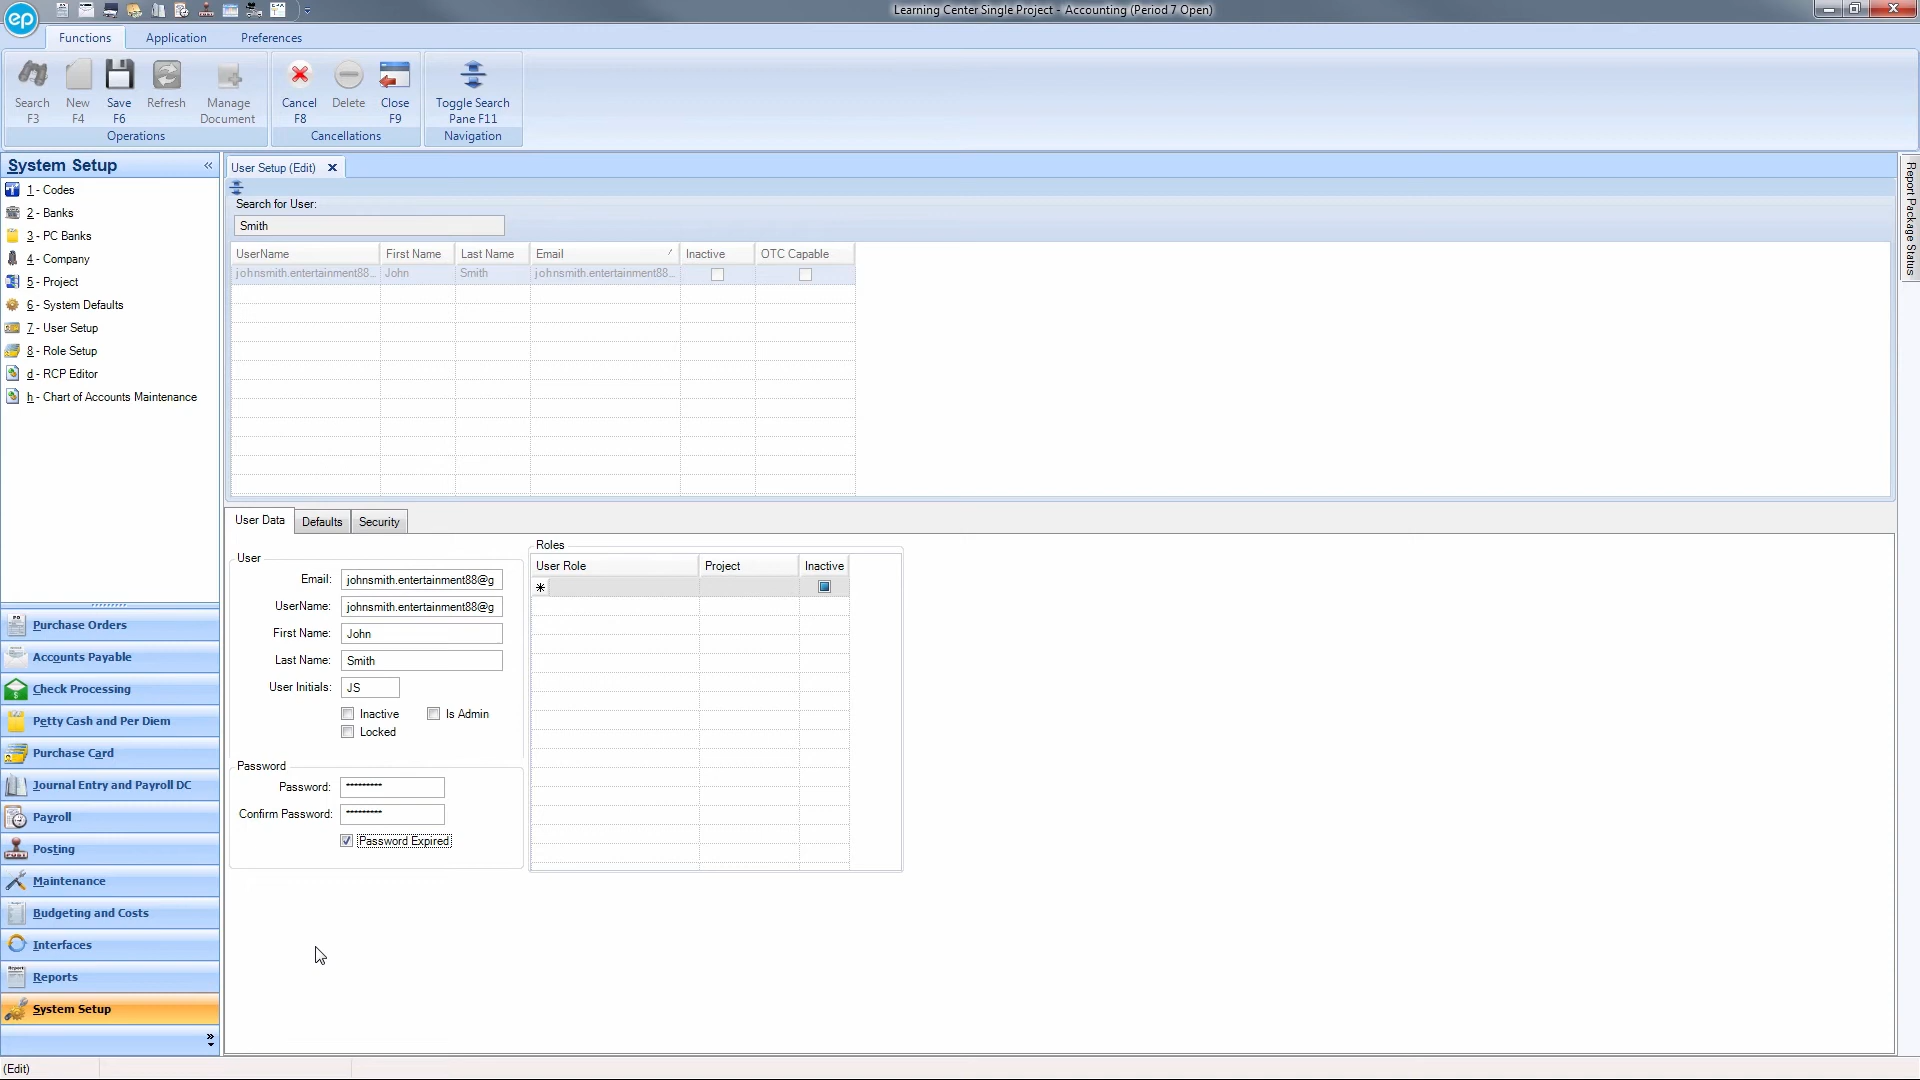 ep
Learning Center Single Project - Accounting (Period 7 Open)
Functions
Application
Preferences
Search F3
New F4
Save F6
Refresh
Manage Document
Operations
Cancel F8
Delete
Close F9
Cancellations
Toggle Search Pane F11
Navigation
System Setup
1 - Codes
2 - Banks
3 - PC Banks
4 - Company
5 - Project
6 - System Defaults
7 - User Setup
8 - Role Setup
d - RCP Editor
h - Chart of Accounts Maintenance
Purchase Orders
Accounts Payable
Check Processing
Petty Cash and Per Diem
Purchase Card
Journal Entry and Payroll DC
Payroll
Posting
Maintenance
Budgeting and Costs
Interfaces
Reports
System Setup
User Setup (Edit)
Search for User:
Smith
UserName First Name Last Name Email Inactive OTC Capable
johnsmith.entertainment88... John Smith johnsmith.entertainment88...
User Data Defaults Security
User
Email: johnsmith.entertainment88@g
UserName: johnsmith.entertainment88@g
First Name: John
Last Name: Smith
User Initials: JS
Inactive Is Admin
Locked
Password
Password: *********
Confirm Password: *********
Password Expired
Roles
User Role Project Inactive
Report Package Status
(Edit)